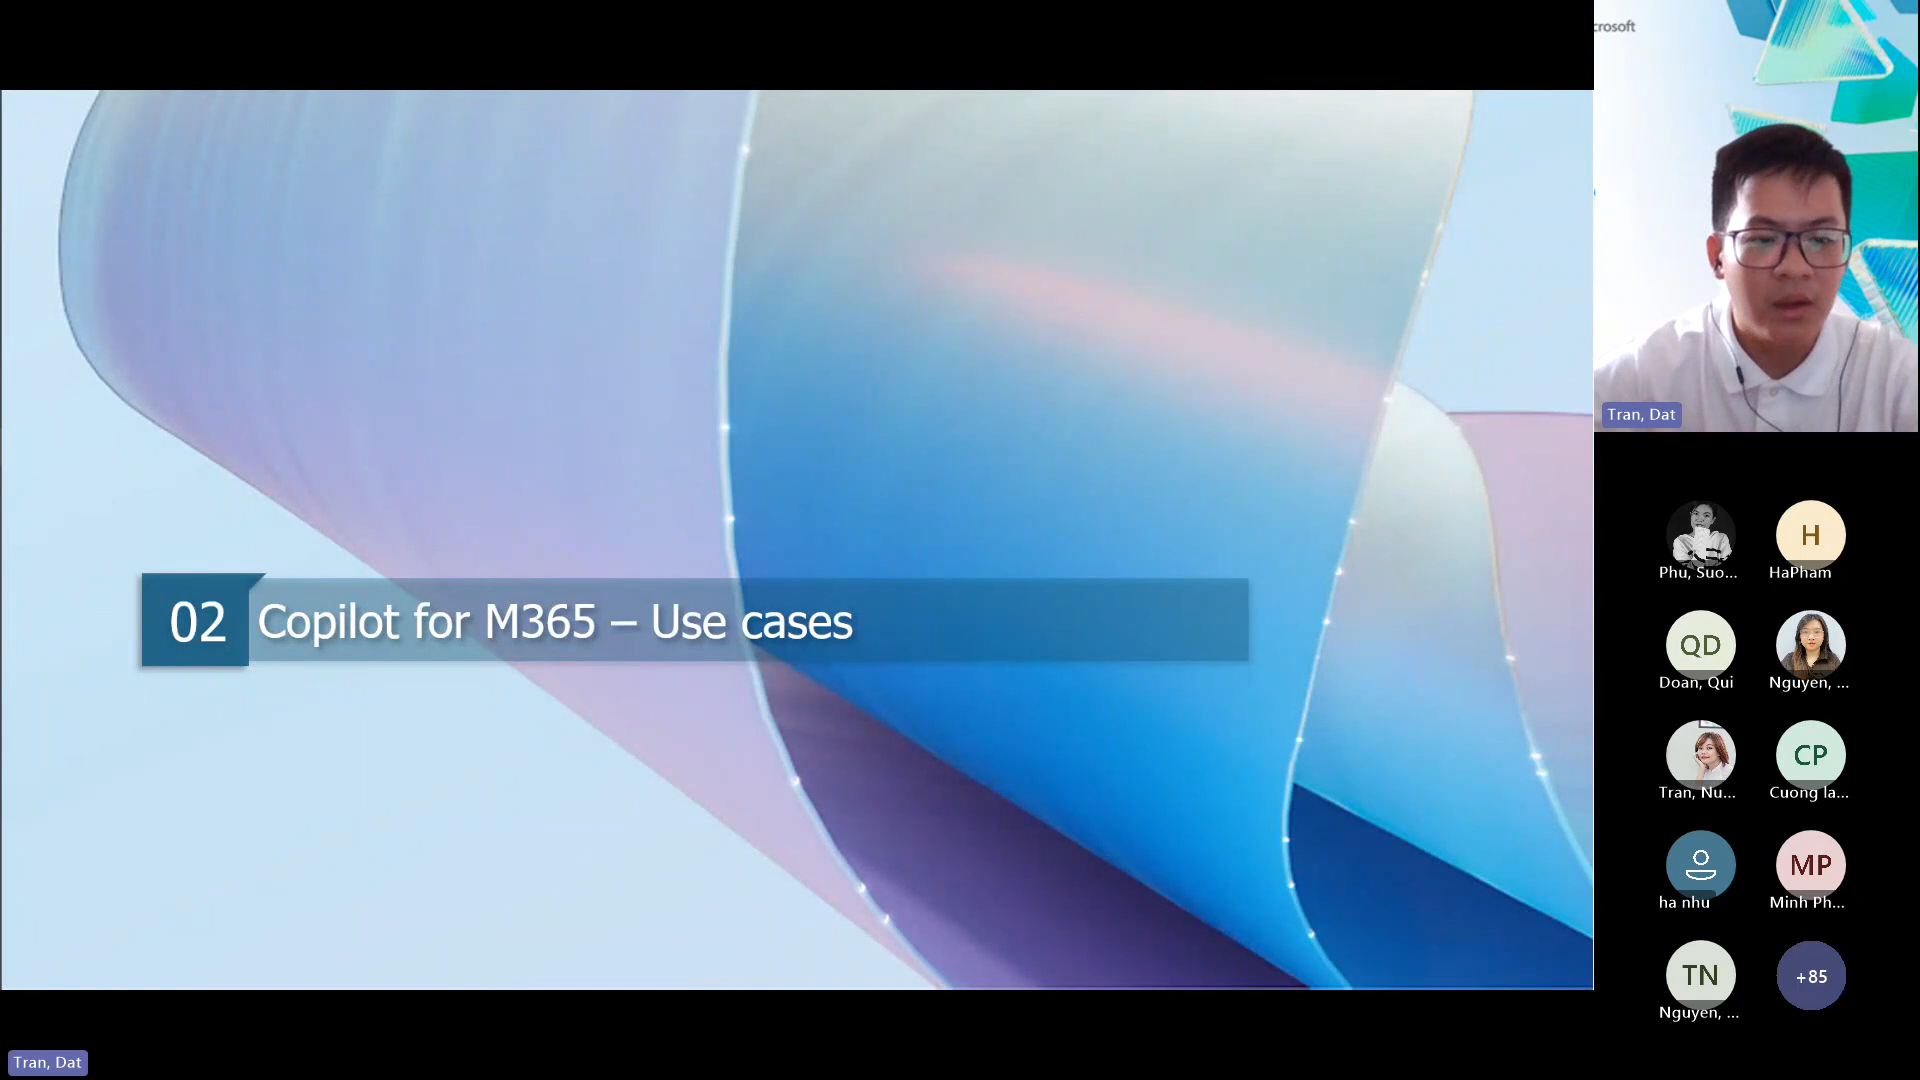 crosoft
02 Copilot for M365 – Use cases
Tran, Dat
Phu, Suo...
HaPham
H
QD
Doan, Qui
Nguyen, ...
Tran, Nu...
CP
Cuong la...
ha nhu
MP
Minh Ph...
TN
Nguyen, ...
+85
Tran, Dat